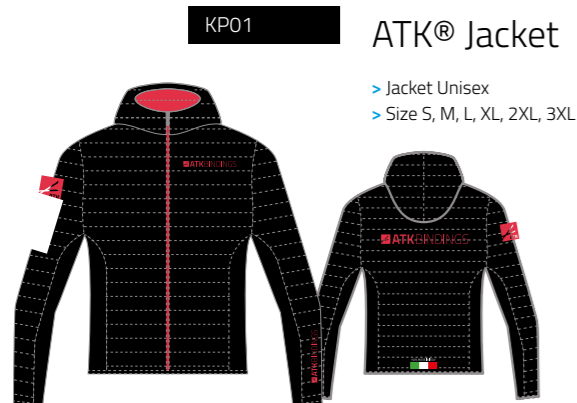 KP01
ATK® Jacket
> Jacket Unisex
> Size S, M, L, XL, 2XL, 3XL
ATKBINDINGS
ATKBINDINGS
ATKBINDINGS